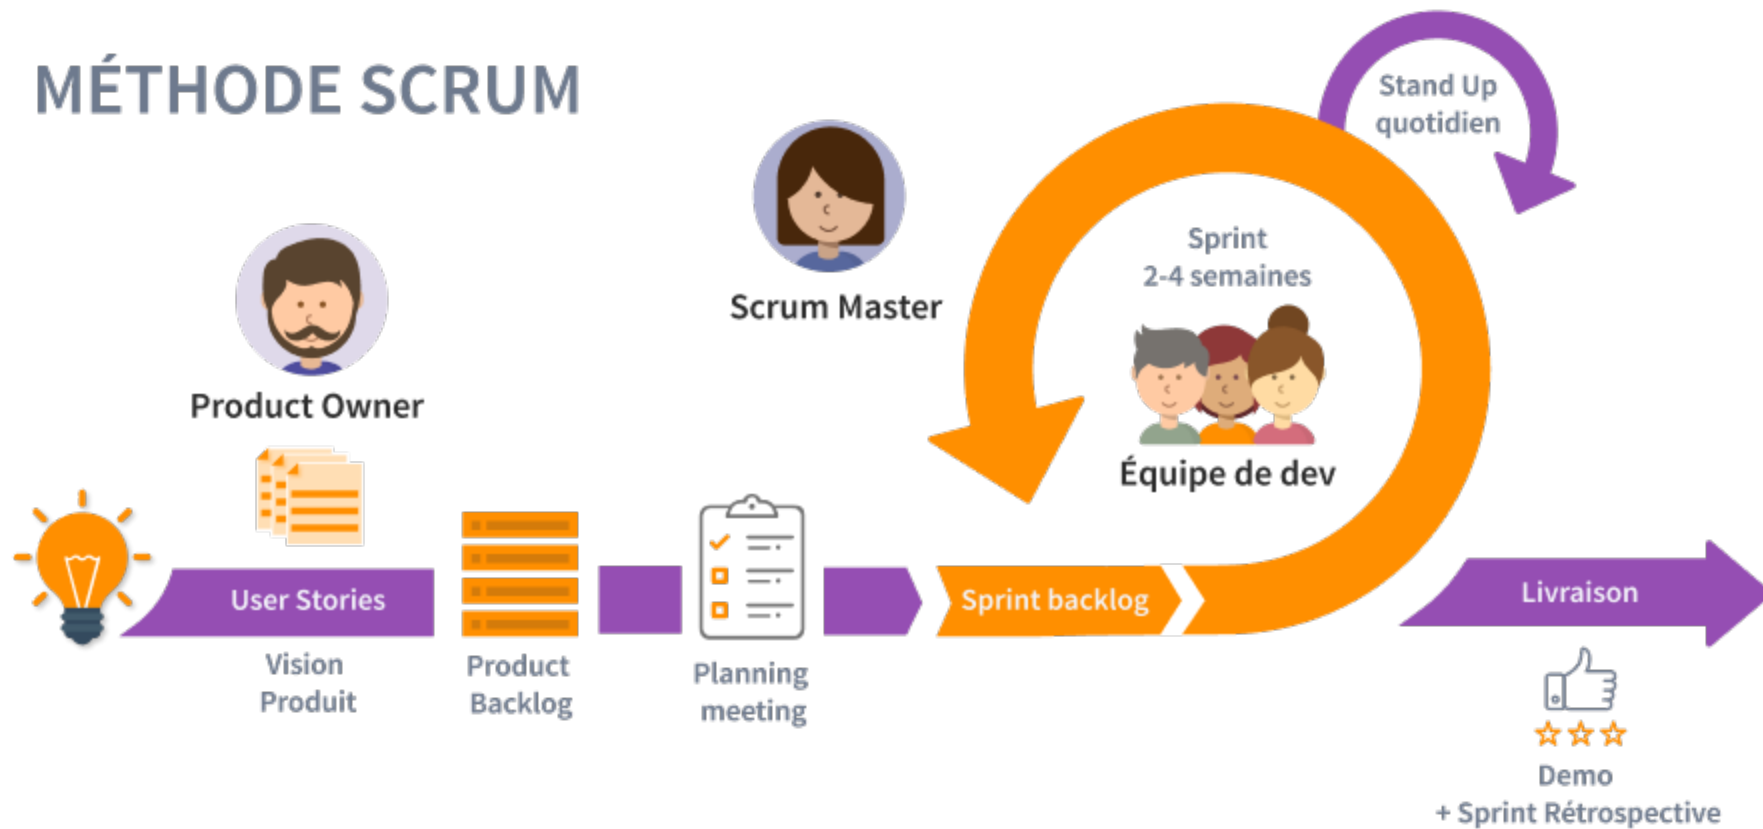 MÉTHODE SCRUM
Stand Up
quotidien
Sprint
2-4 semaines
Scrum Master
Product Owner
Équipe de dev
User Stories
Sprint backlog
Livraison
Vision
Produit
Product
Backlog
Planning
meeting
Demo
+ Sprint Rétrospective